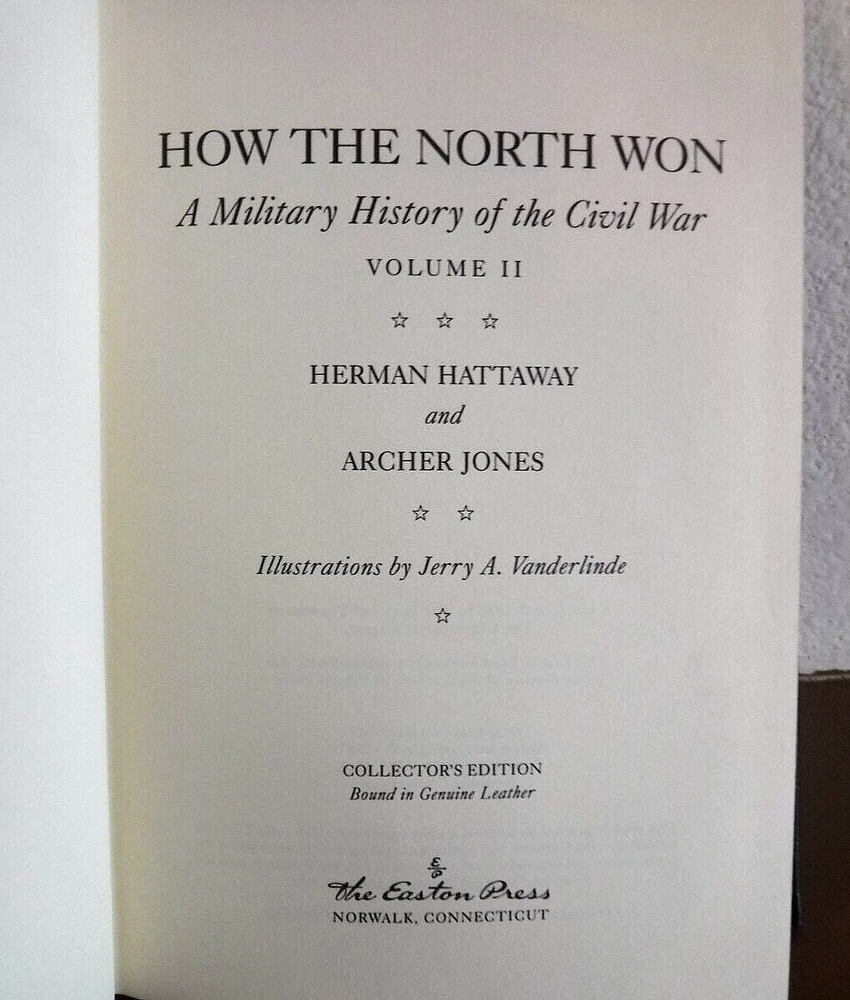 HOW THE NORTH WON
A Military History of the Civil War
VOLUME II
HERMAN HATTAWAY
and
ARCHER JONES
Illustrations by Jerry A. Vanderlinde
COLLECTOR'S EDITION
Bound in Genuine Leather
The Easton Press
NORWALK, CONNECTICUT